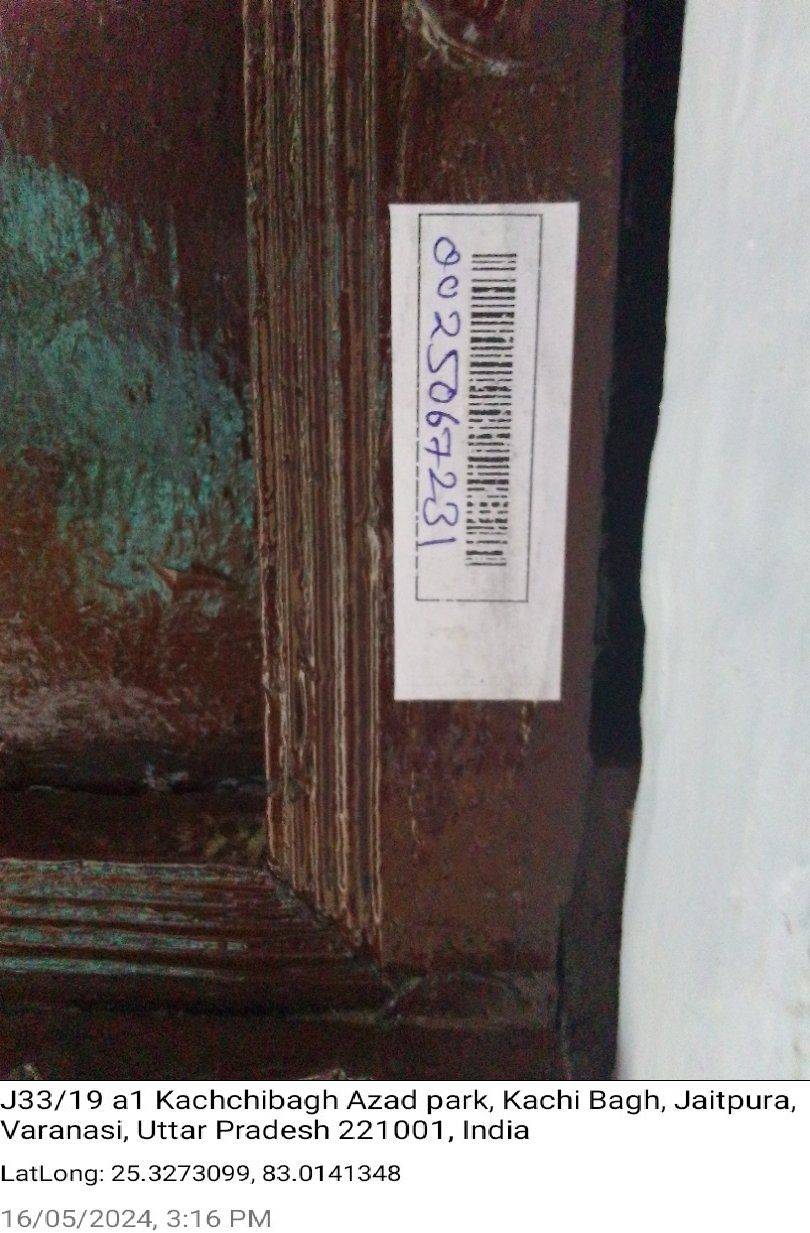 0025067231
J33/19 a1 Kachchibagh Azad park, Kachi Bagh, Jaitpura,
Varanasi, Uttar Pradesh 221001, India
LatLong: 25.3273099, 83.0141348
16/05/2024, 3:16 PM